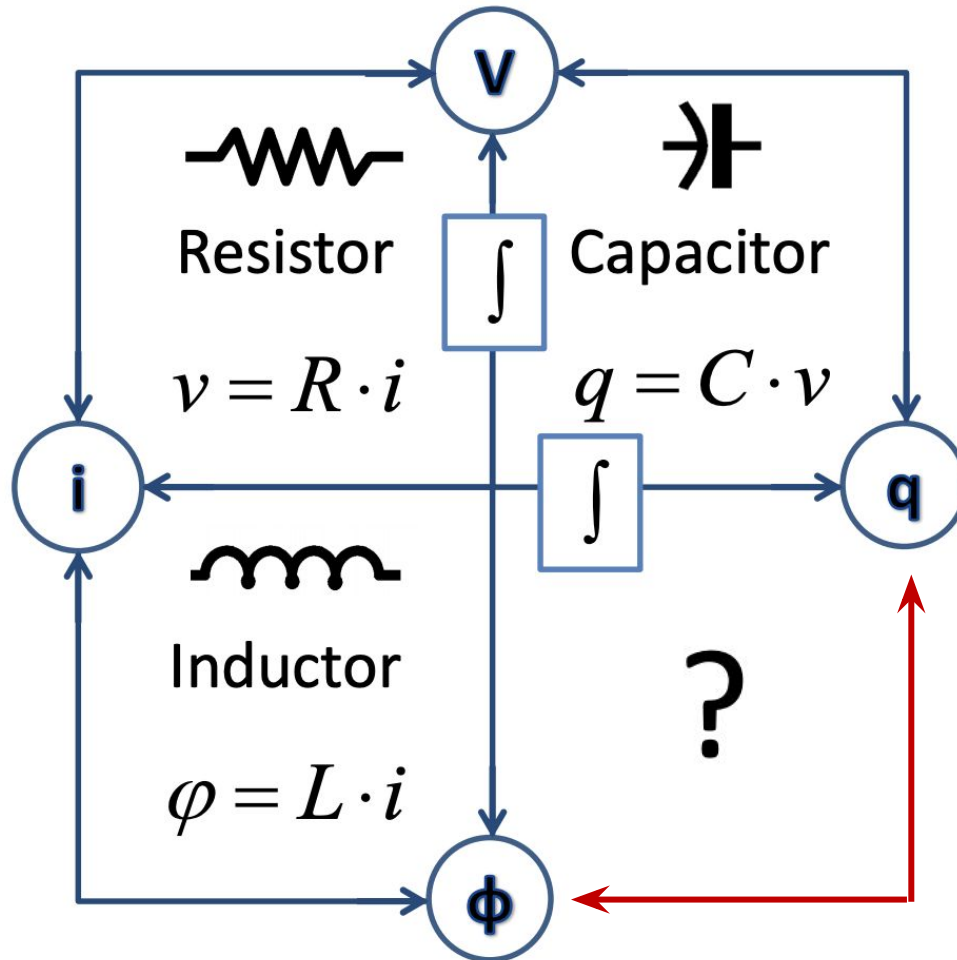 V
Resistor
Capacitor
∫
v = R · i
q = C · v
i
∫
q
Inductor
?
φ = L · i
ϕ